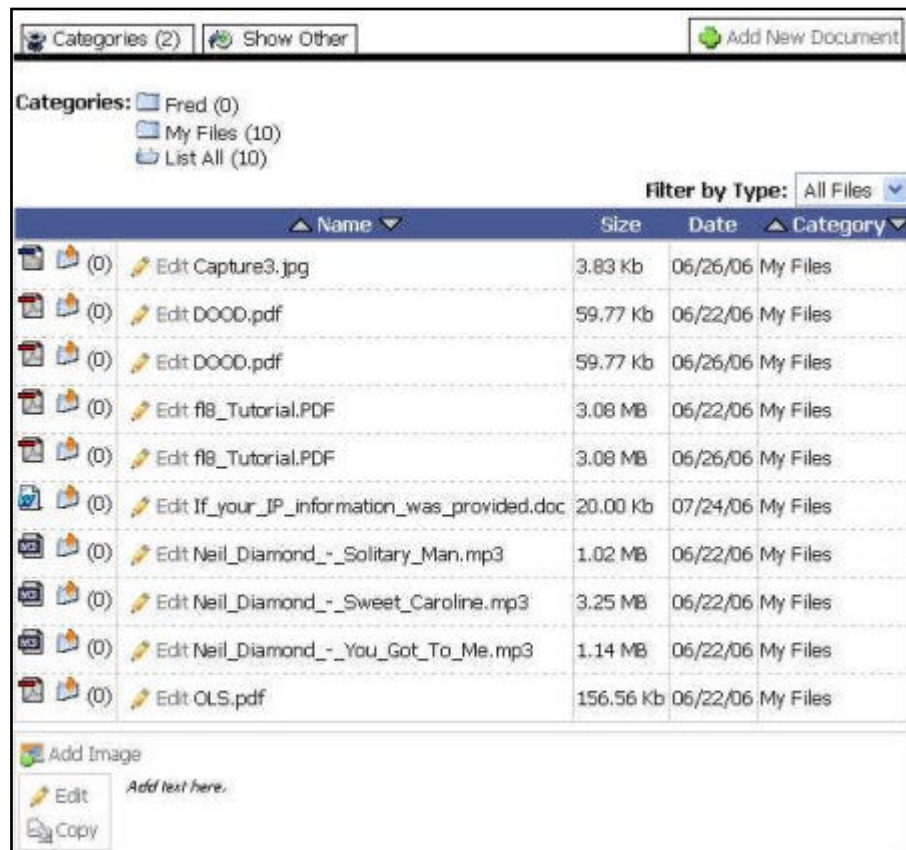 Categories (2) Show Other Add New Document
Categories: Fred (0)
My Files (10)
List All (10)
Filter by Type: All Files
Name Size Date Category
(0) Edit Capture3.jpg 3.83 Kb 06/26/06 My Files
(0) Edit DOOD.pdf 59.77 Kb 06/22/06 My Files
(0) Edit DOOD.pdf 59.77 Kb 06/26/06 My Files
(0) Edit fl8_Tutorial.PDF 3.08 MB 06/22/06 My Files
(0) Edit fl8_Tutorial.PDF 3.08 MB 06/26/06 My Files
(0) Edit If_your_IP_information_was_provided.doc 20.00 Kb 07/24/06 My Files
(0) Edit Neil_Diamond_-_Solitary_Man.mp3 1.02 MB 06/22/06 My Files
(0) Edit Neil_Diamond_-_Sweet_Caroline.mp3 3.25 MB 06/22/06 My Files
(0) Edit Neil_Diamond_-_You_Got_To_Me.mp3 1.14 MB 06/22/06 My Files
(0) Edit OLS.pdf 156.56 Kb 06/22/06 My Files
Add Image
Edit Add text here.
Copy